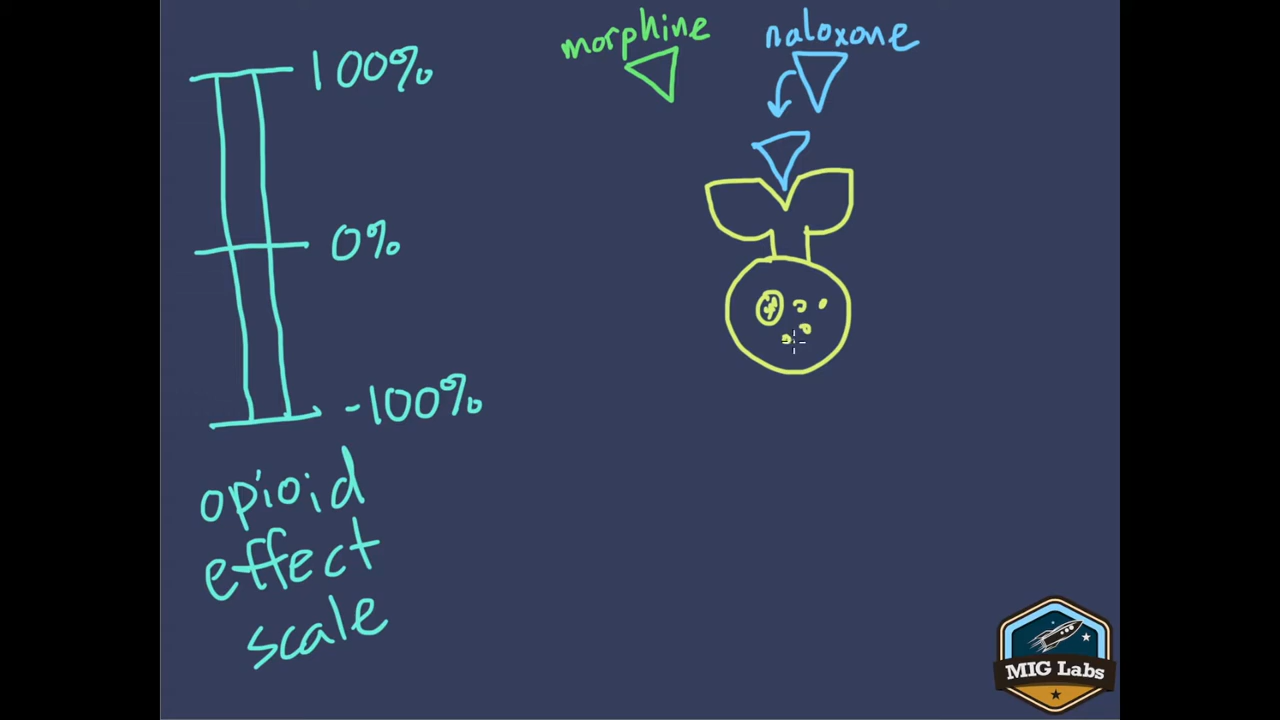 morphine
naloxone
100%
0%
-100%
opioid
effect
scale
MIG Labs